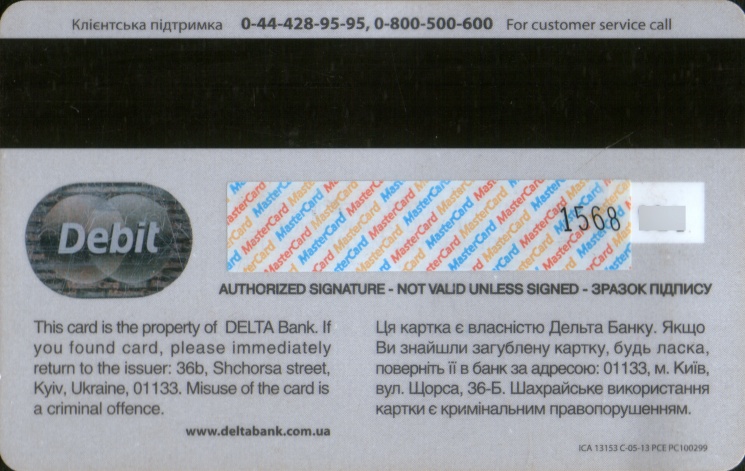 Клієнтська підтримка 0-44-428-95-95, 0-800-500-600 For customer service call
Debit
MasterCard MasterCard MasterCard MasterCard
1568
AUTHORIZED SIGNATURE - NOT VALID UNLESS SIGNED - ЗРАЗОК ПІДПИСУ
This card is the property of DELTA Bank. If
you found card, please immediately
return to the issuer: 36b, Shchorsa street,
Kyiv, Ukraine, 01133. Misuse of the card is
a criminal offence.
www.deltabank.com.ua
Ця картка є власністю Дельта Банку. Якщо
Ви знайшли загублену картку, будь ласка,
поверніть її в банк за адресою: 01133, м. Київ,
вул. Щорса, 36-Б. Шахрайське використання
картки є кримінальним правопорушенням.
ICA 13153 C-05-13 PCE PC100299